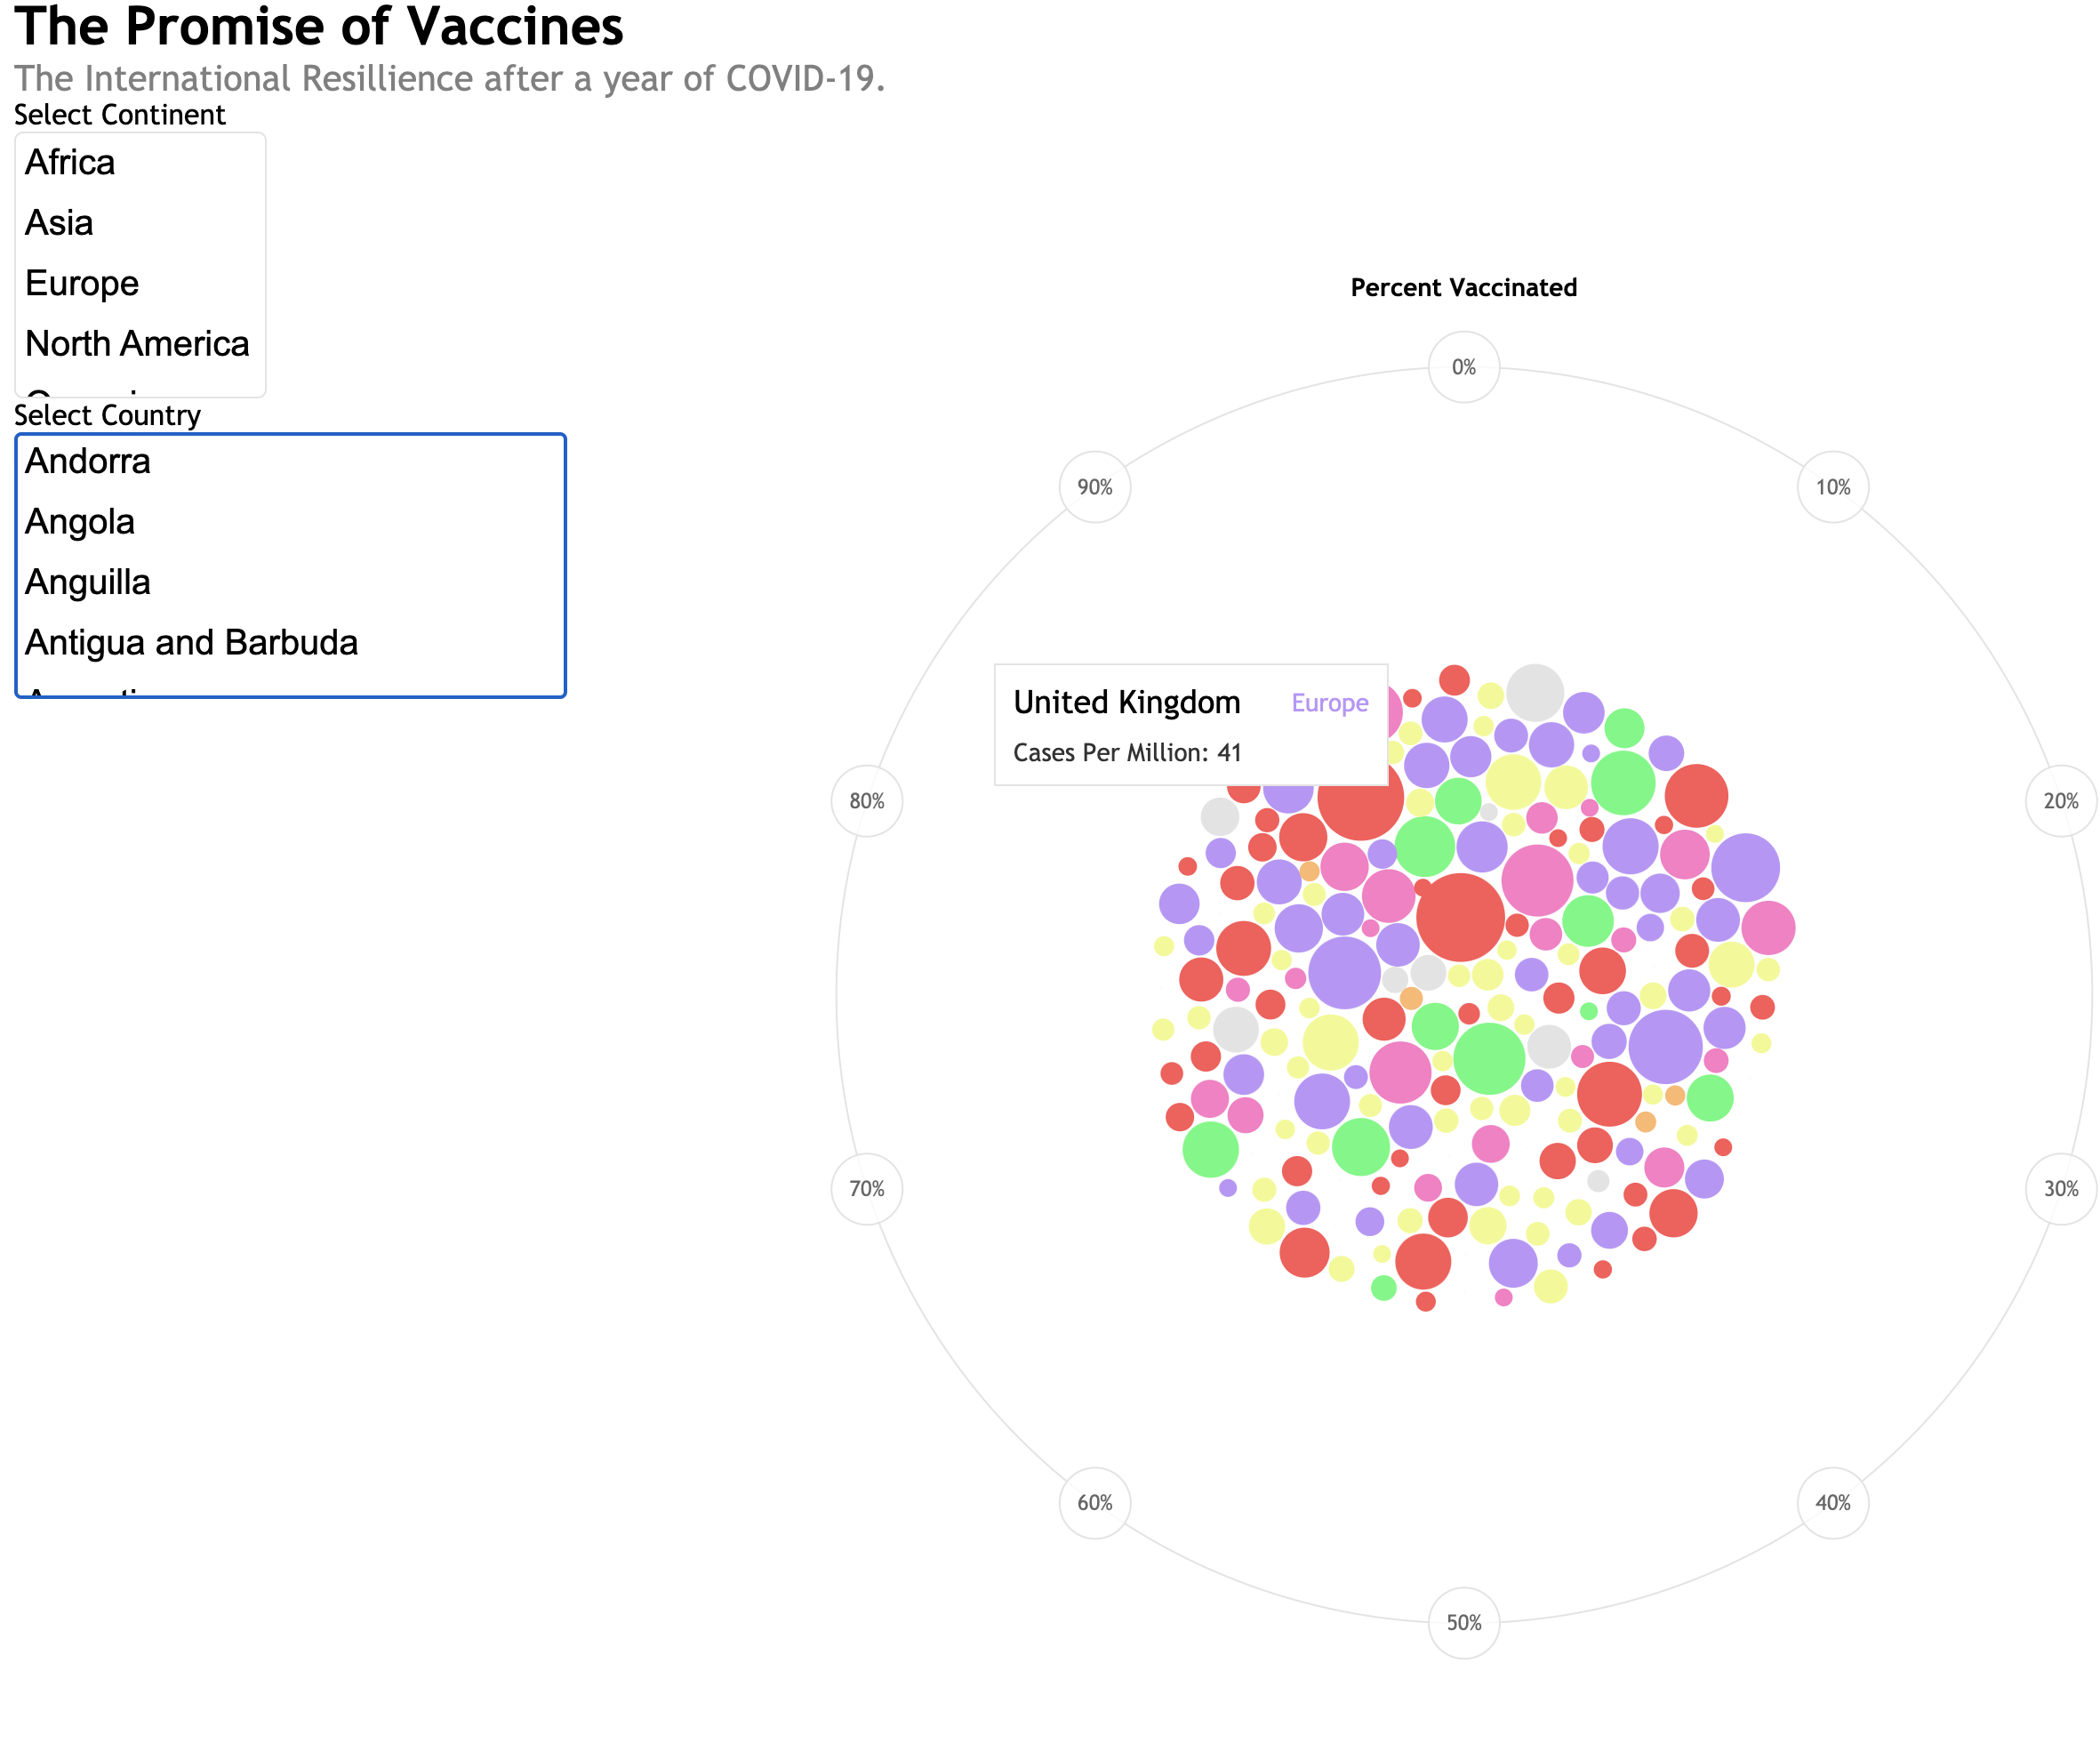 The Promise of Vaccines
The International Resillience after a year of COVID-19.
Select Continent
Africa
Asia
Europe
North America
Select Country
Andorra
Angola
Anguilla
Antigua and Barbuda
Percent Vaccinated
0%
90%
10%
United Kingdom Europe
Cases Per Million: 41
80%
20%
70%
30%
60%
40%
50%